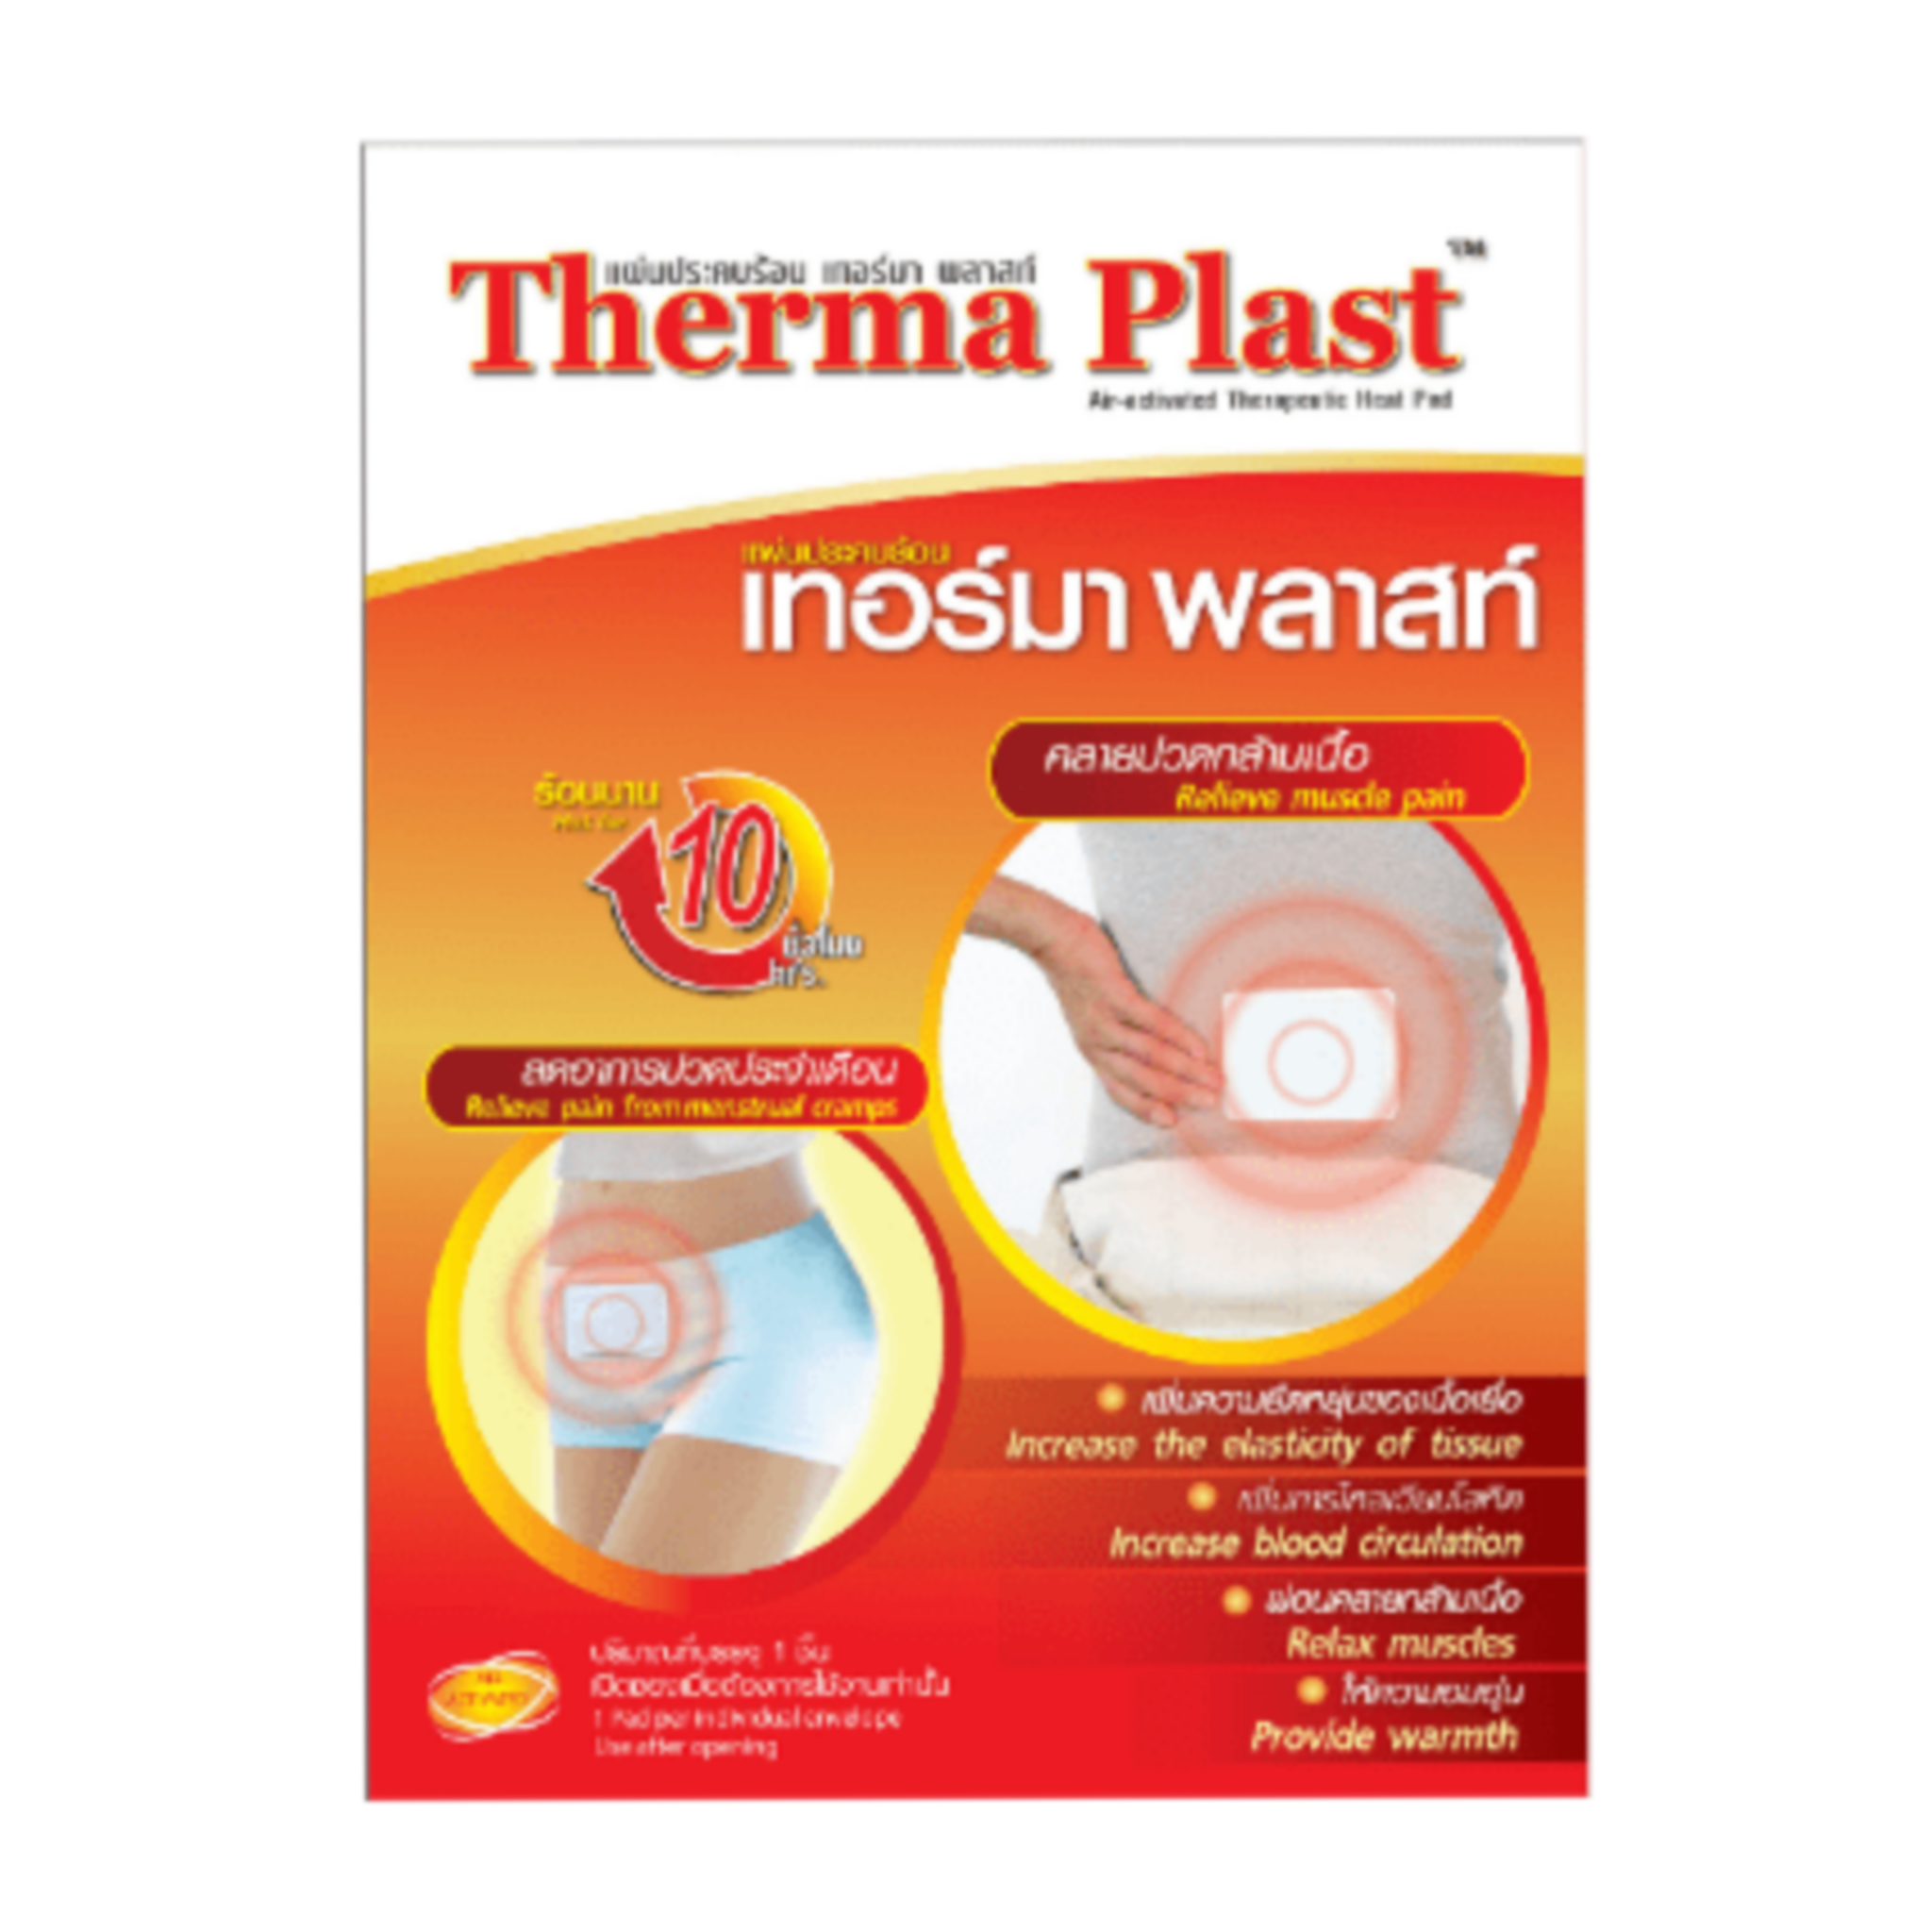 แผ่นประคบร้อน เทอร์มา พลาสท์
Therma Plast™
Air-activated Therapeutic Heat Pad
แผ่นประคบร้อน
เทอร์มา พลาสท์
คลายปวดกล้ามเนื้อ
Relieve muscle pain
ร้อนนาน
10
ชั่วโมง
hrs.
ลดอาการปวดประจำเดือน
Relieve pain from menstrual cramps
เพิ่มความยืดหยุ่นของเนื้อเยื่อ
Increase the elasticity of tissue
เพิ่มการไหลเวียนโลหิต
Increase blood circulation
ผ่อนคลายกล้ามเนื้อ
Relax muscles
ให้ความอบอุ่น
Provide warmth
ปริมาณที่บรรจุ 1 ชิ้น
เปิดซองเมื่อต้องการใช้งานเท่านั้น
1 Pad per individual envelope
Use after opening